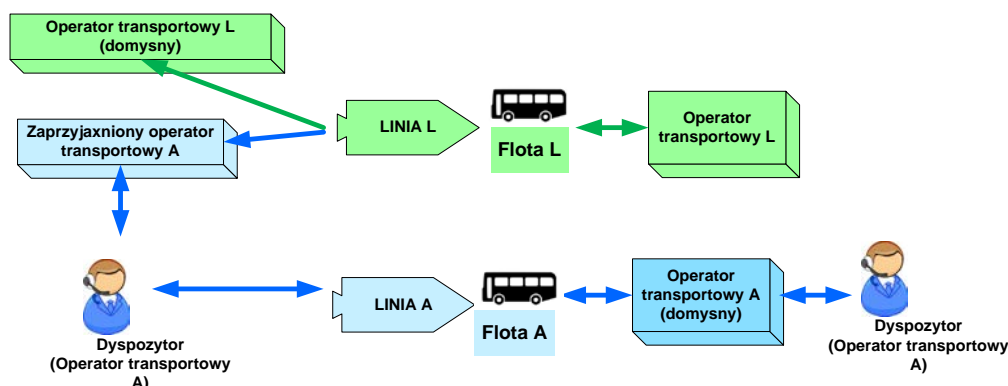 Operator transportowy L
(domysny)
Zaprzyjaxniony operator
transportowy A
LINIA L
Flota L
Operator
transportowy L
LINIA A
Flota A
Operator
transportowy A
(domysny)
Dyspozytor
(Operator transportowy
A)
Dyspozytor
(Operator transportowy
A)